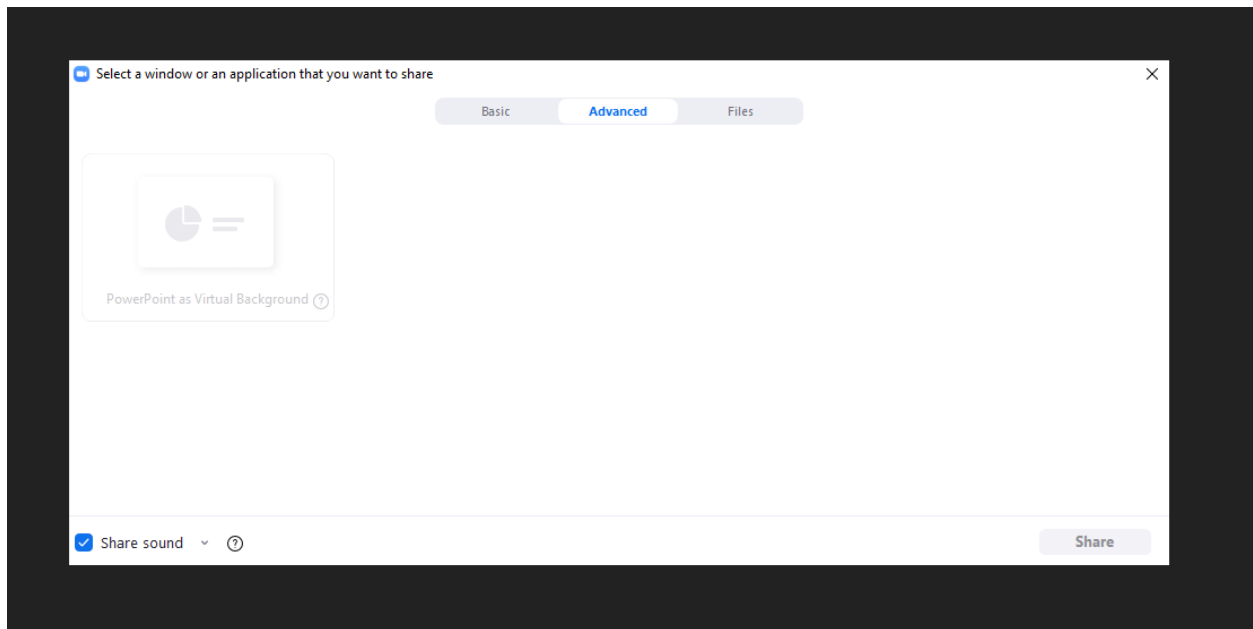 Select a window or an application that you want to share
Basic Advanced Files
PowerPoint as Virtual Background ?
Share sound ? Share